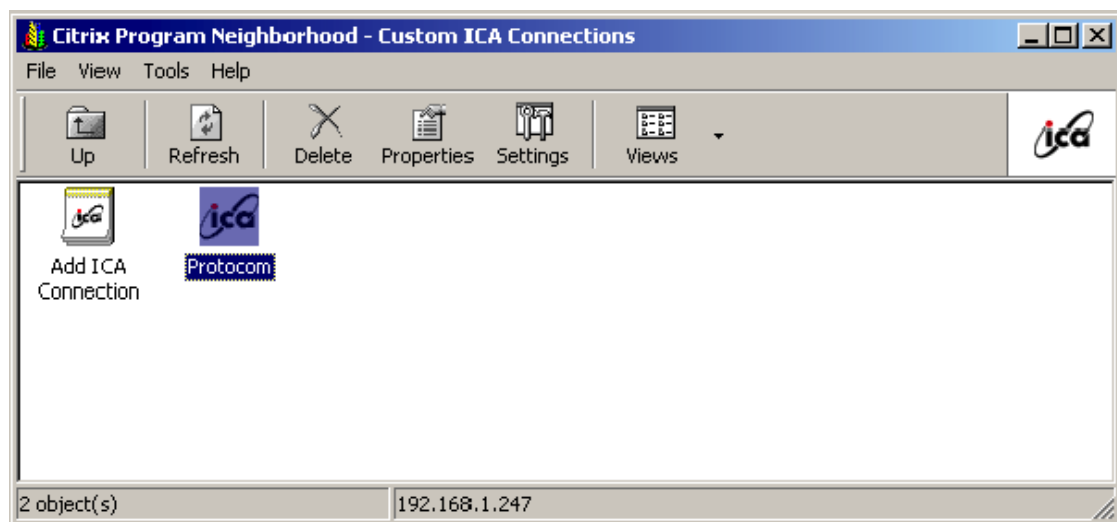 Citrix Program Neighborhood - Custom ICA Connections
File View Tools Help
Up Refresh Delete Properties Settings Views
ica
ica
ica
Add ICA
Connection
Protocom
2 object(s) 192.168.1.247